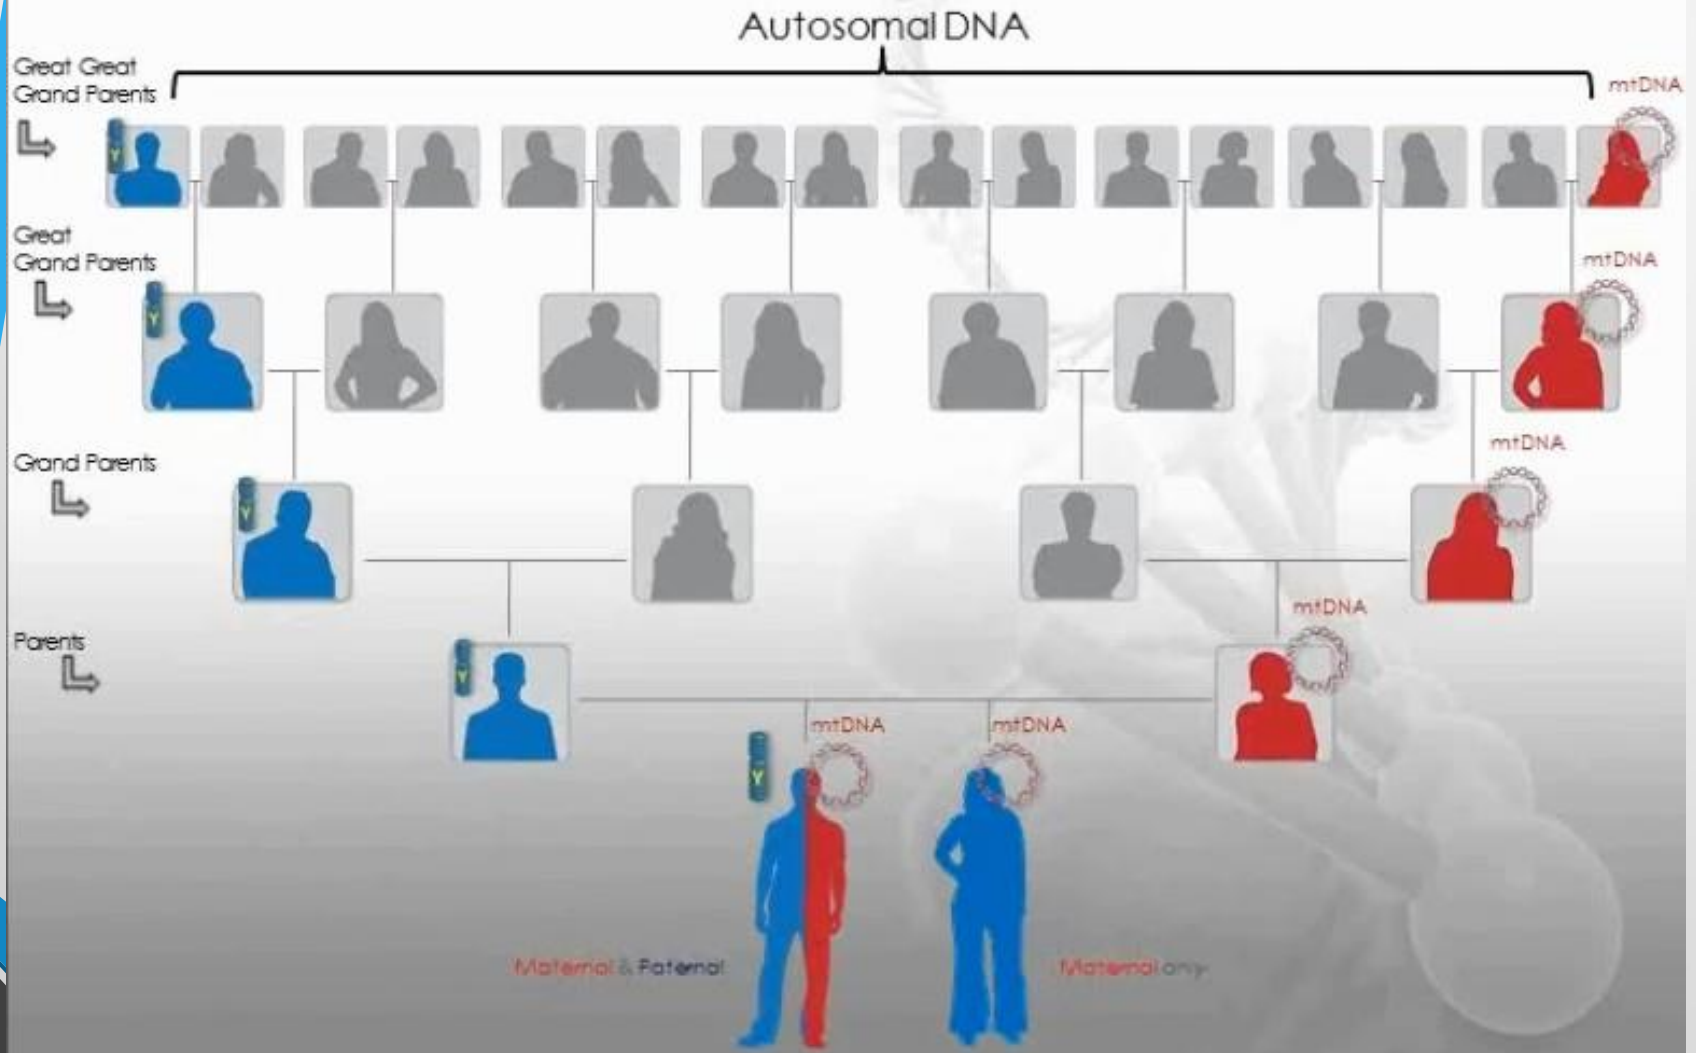 Autosomal DNA
Great Great
Grand Parents
mtDNA
Y
Great
Grand Parents
mtDNA
Y
Grand Parents
mtDNA
Y
Parents
mtDNA
Y
mtDNA
mtDNA
Y
Maternal & Paternal
Maternal only